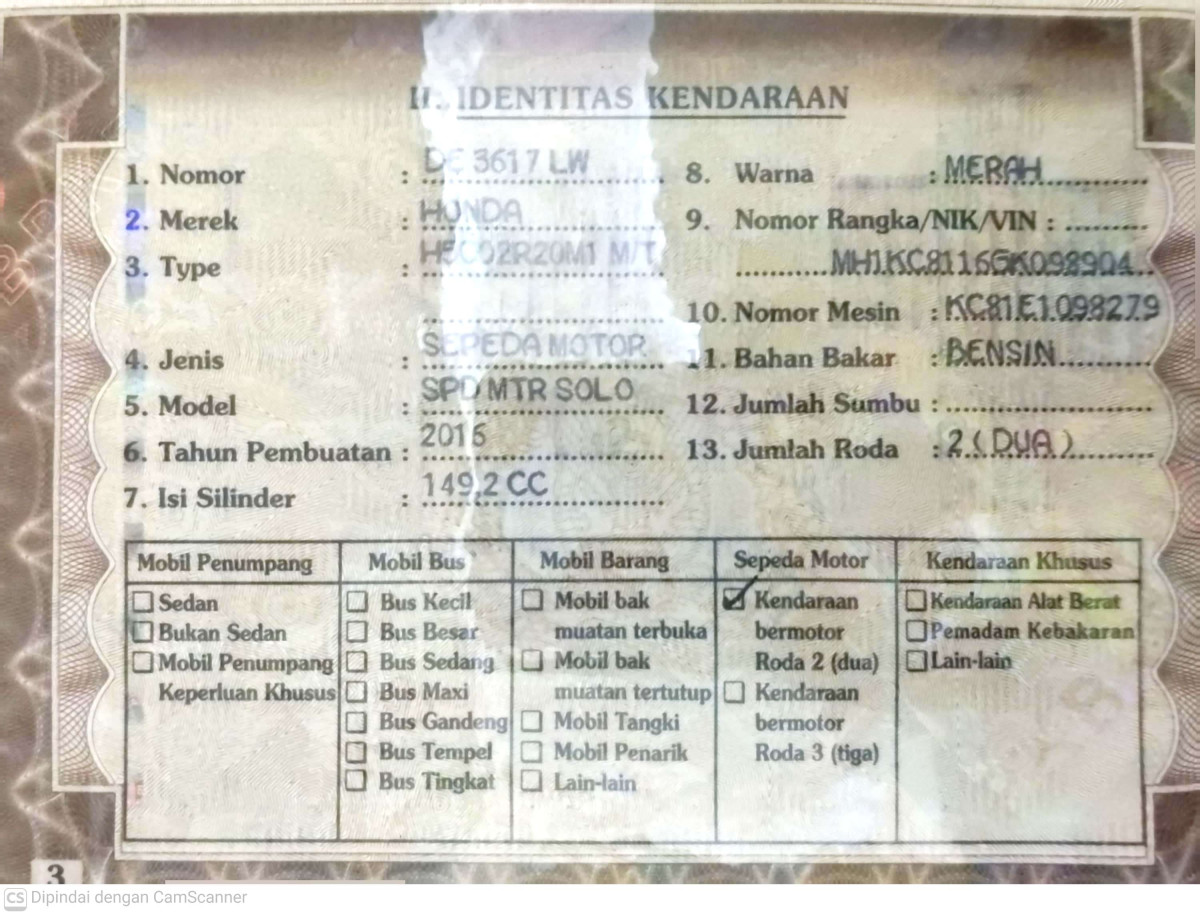 II. IDENTITAS KENDARAAN
1. Nomor : DE 3617 LW
2. Merek : HONDA
3. Type : H5C02R20M1 M/T
4. Jenis : SEPEDA MOTOR
5. Model : SPD MTR SOLO
6. Tahun Pembuatan : 2016
7. Isi Silinder : 149,2 CC
8. Warna : MERAH
9. Nomor Rangka/NIK/VIN :
MH1KC8116GK098904
10. Nomor Mesin : KC81E1098279
11. Bahan Bakar : BENSIN
12. Jumlah Sumbu :
13. Jumlah Roda : 2 ( DUA )
Mobil Penumpang
Sedan
Bukan Sedan
Mobil Penumpang
Keperluan Khusus
Mobil Bus
Bus Kecil
Bus Besar
Bus Sedang
Bus Maxi
Bus Gandeng
Bus Tempel
Bus Tingkat
Mobil Barang
Mobil bak
muatan terbuka
Mobil bak
muatan tertutup
Mobil Tangki
Mobil Penarik
Lain-lain
Sepeda Motor
Kendaraan
bermotor
Roda 2 (dua)
Kendaraan
bermotor
Roda 3 (tiga)
Kendaraan Khusus
Kendaraan Alat Berat
Pemadam Kebakaran
Lain-lain
3
CS Dipindai dengan CamScanner